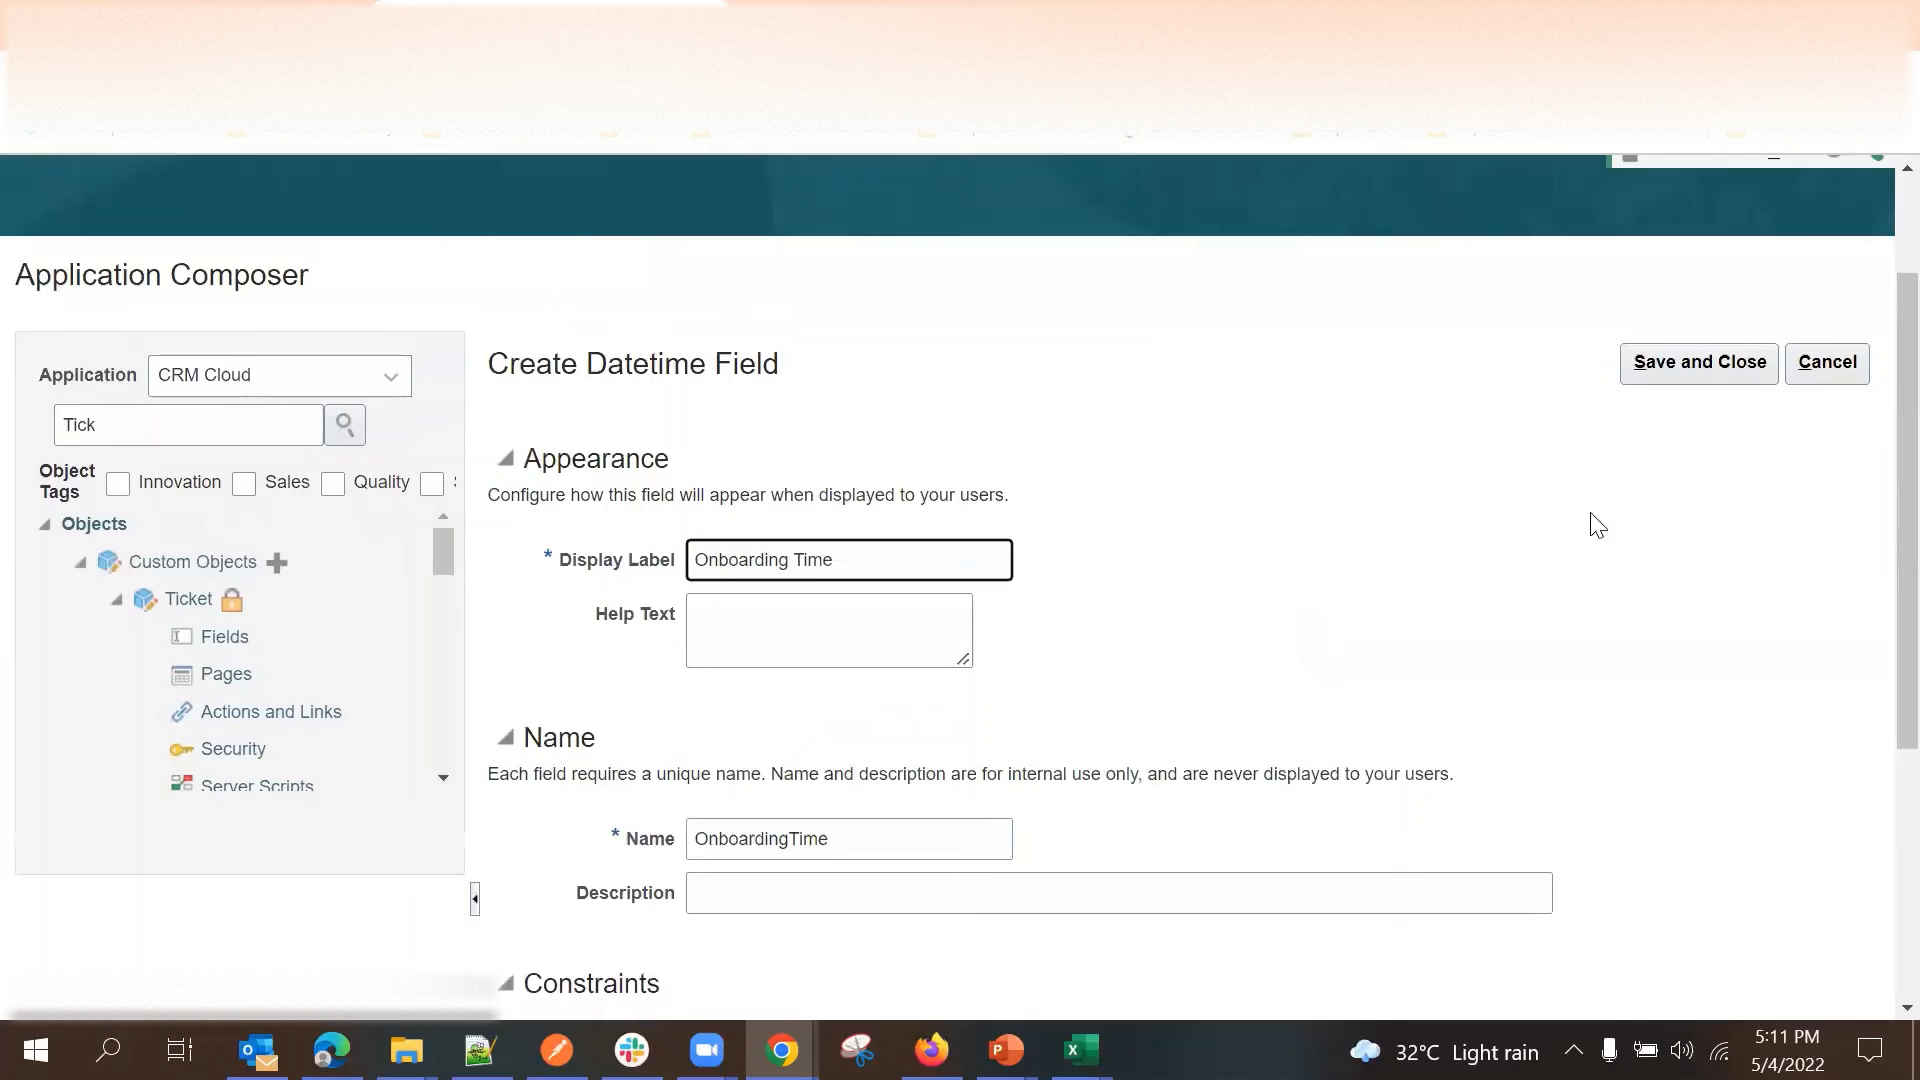 Application Composer
Application CRM Cloud
Tick
Object Tags Innovation Sales Quality
Objects
Custom Objects
Ticket
Fields
Pages
Actions and Links
Security
Server Scripts
Create Datetime Field
Save and Close Cancel
Appearance
Configure how this field will appear when displayed to your users.
* Display Label Onboarding Time
Help Text
Name
Each field requires a unique name. Name and description are for internal use only, and are never displayed to your users.
* Name OnboardingTime
Description
Constraints
32°C Light rain
5:11 PM
5/4/2022